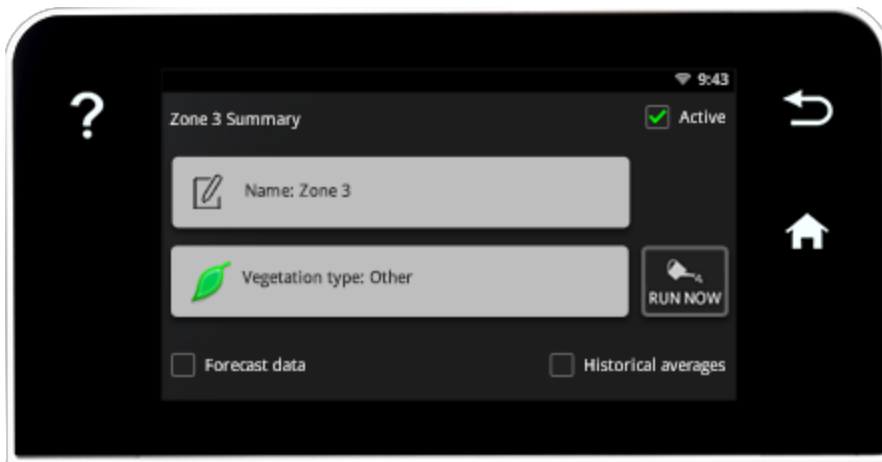 ?
9:43
Zone 3 Summary
Active
Name: Zone 3
Vegetation type: Other
RUN NOW
Forecast data
Historical averages